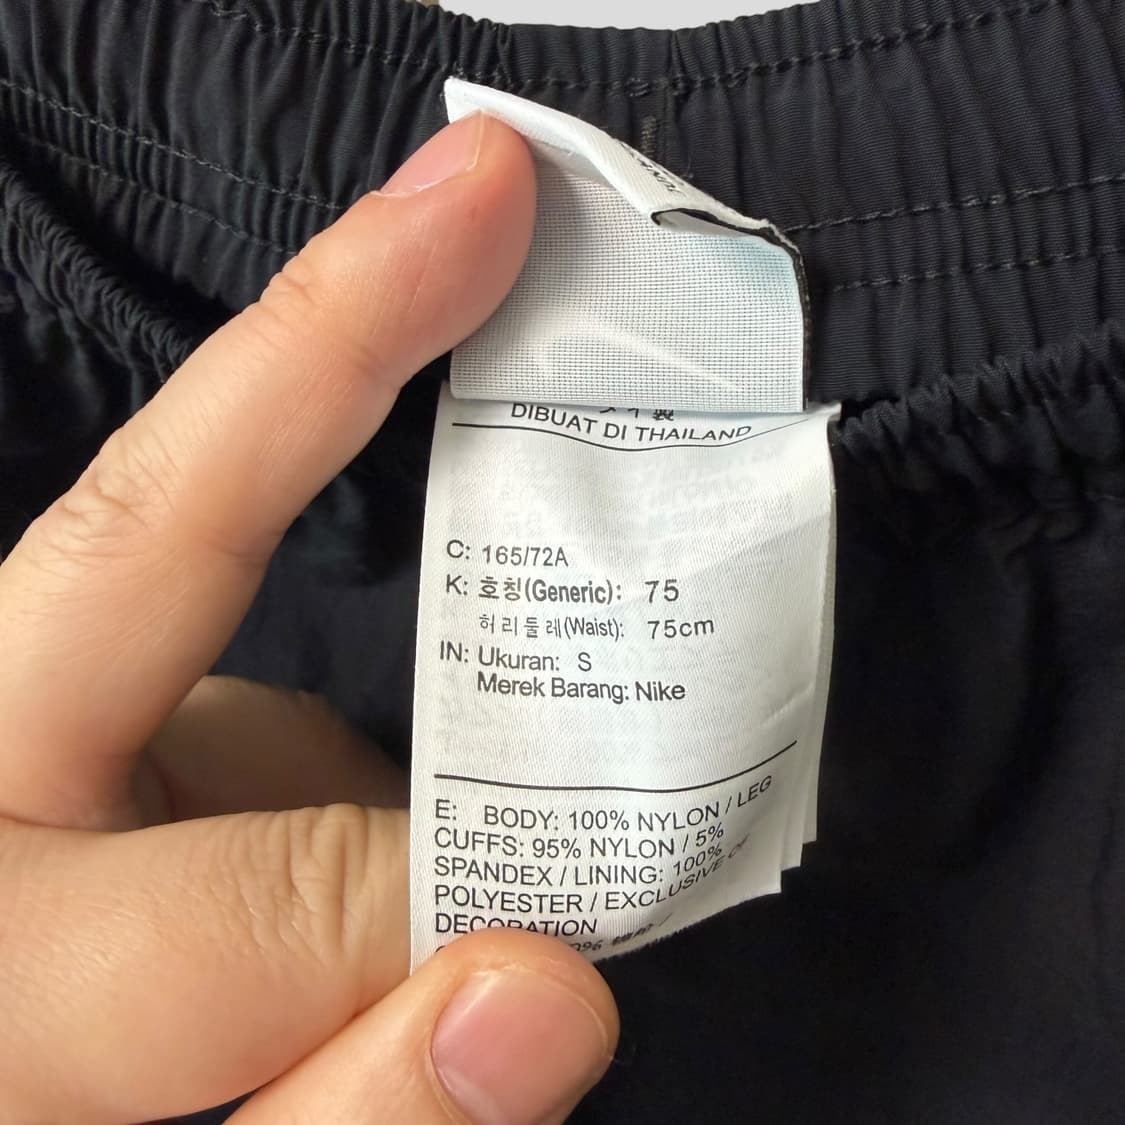 DIBUAT DI THAILAND
C: 165/72A
K: 호칭(Generic): 75
허리둘레(Waist): 75cm
IN: Ukuran: S
Merek Barang: Nike
E: BODY: 100% NYLON / LEG
CUFFS: 95% NYLON / 5%
SPANDEX / LINING: 100%
POLYESTER / EXCLUSIVE OF
DECORATION